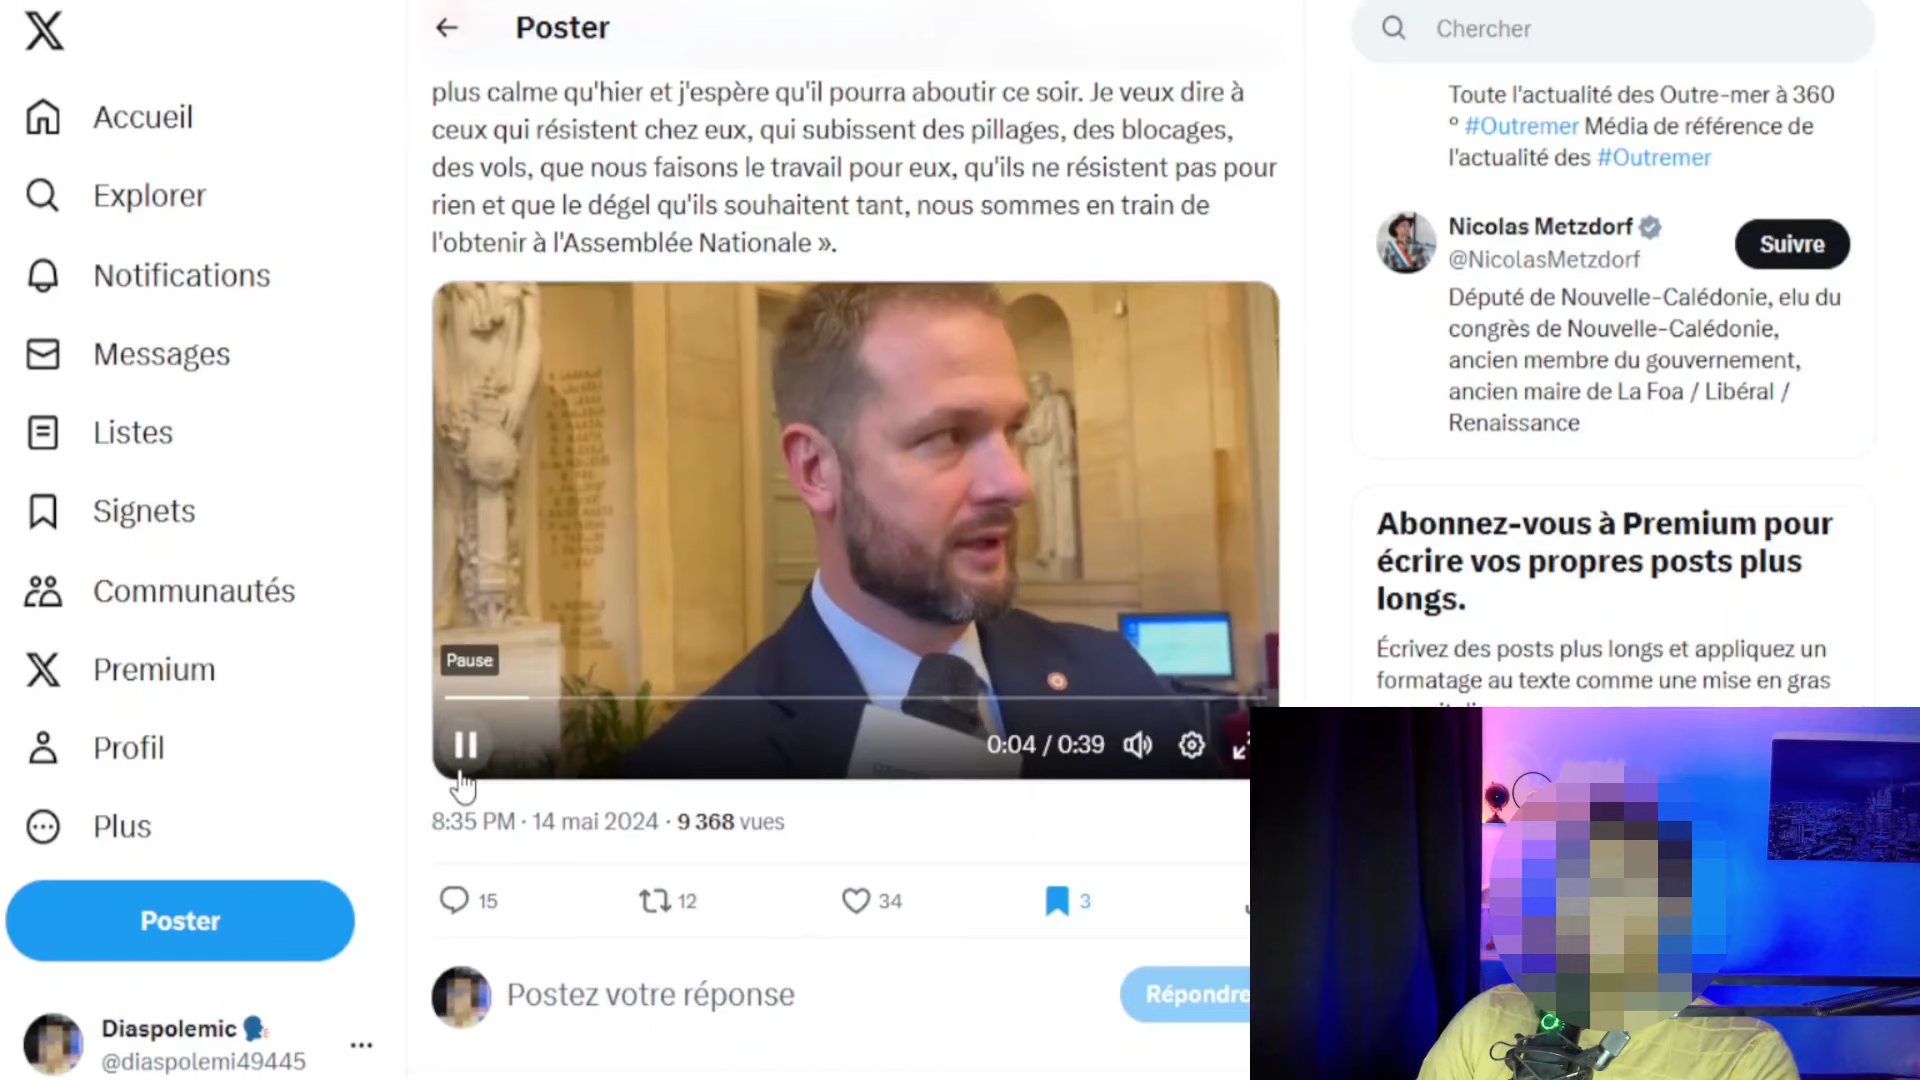 Accueil
Explorer
Notifications
Messages
Listes
Signets
Communautés
Premium
Profil
Plus
Poster
Diaspolemic
@diaspolemi49445
Poster
plus calme qu'hier et j'espère qu'il pourra aboutir ce soir. Je veux dire à
ceux qui résistent chez eux, qui subissent des pillages, des blocages,
des vols, que nous faisons le travail pour eux, qu'ils ne résistent pas pour
rien et que le dégel qu'ils souhaitent tant, nous sommes en train de
l'obtenir à l'Assemblée Nationale ».
Pause
0:04 / 0:39
8:35 PM · 14 mai 2024 · 9 368 vues
15
12
34
3
Postez votre réponse
Répondre
Chercher
Toute l'actualité des Outre-mer à 360
° #Outremer Média de référence de
l'actualité des #Outremer
Nicolas Metzdorf
@NicolasMetzdorf
Suivre
Député de Nouvelle-Calédonie, elu du
congrès de Nouvelle-Calédonie,
ancien membre du gouvernement,
ancien maire de La Foa / Libéral /
Renaissance
Abonnez-vous à Premium pour
écrire vos propres posts plus
longs.
Écrivez des posts plus longs et appliquez un
formatage au texte comme une mise en gras